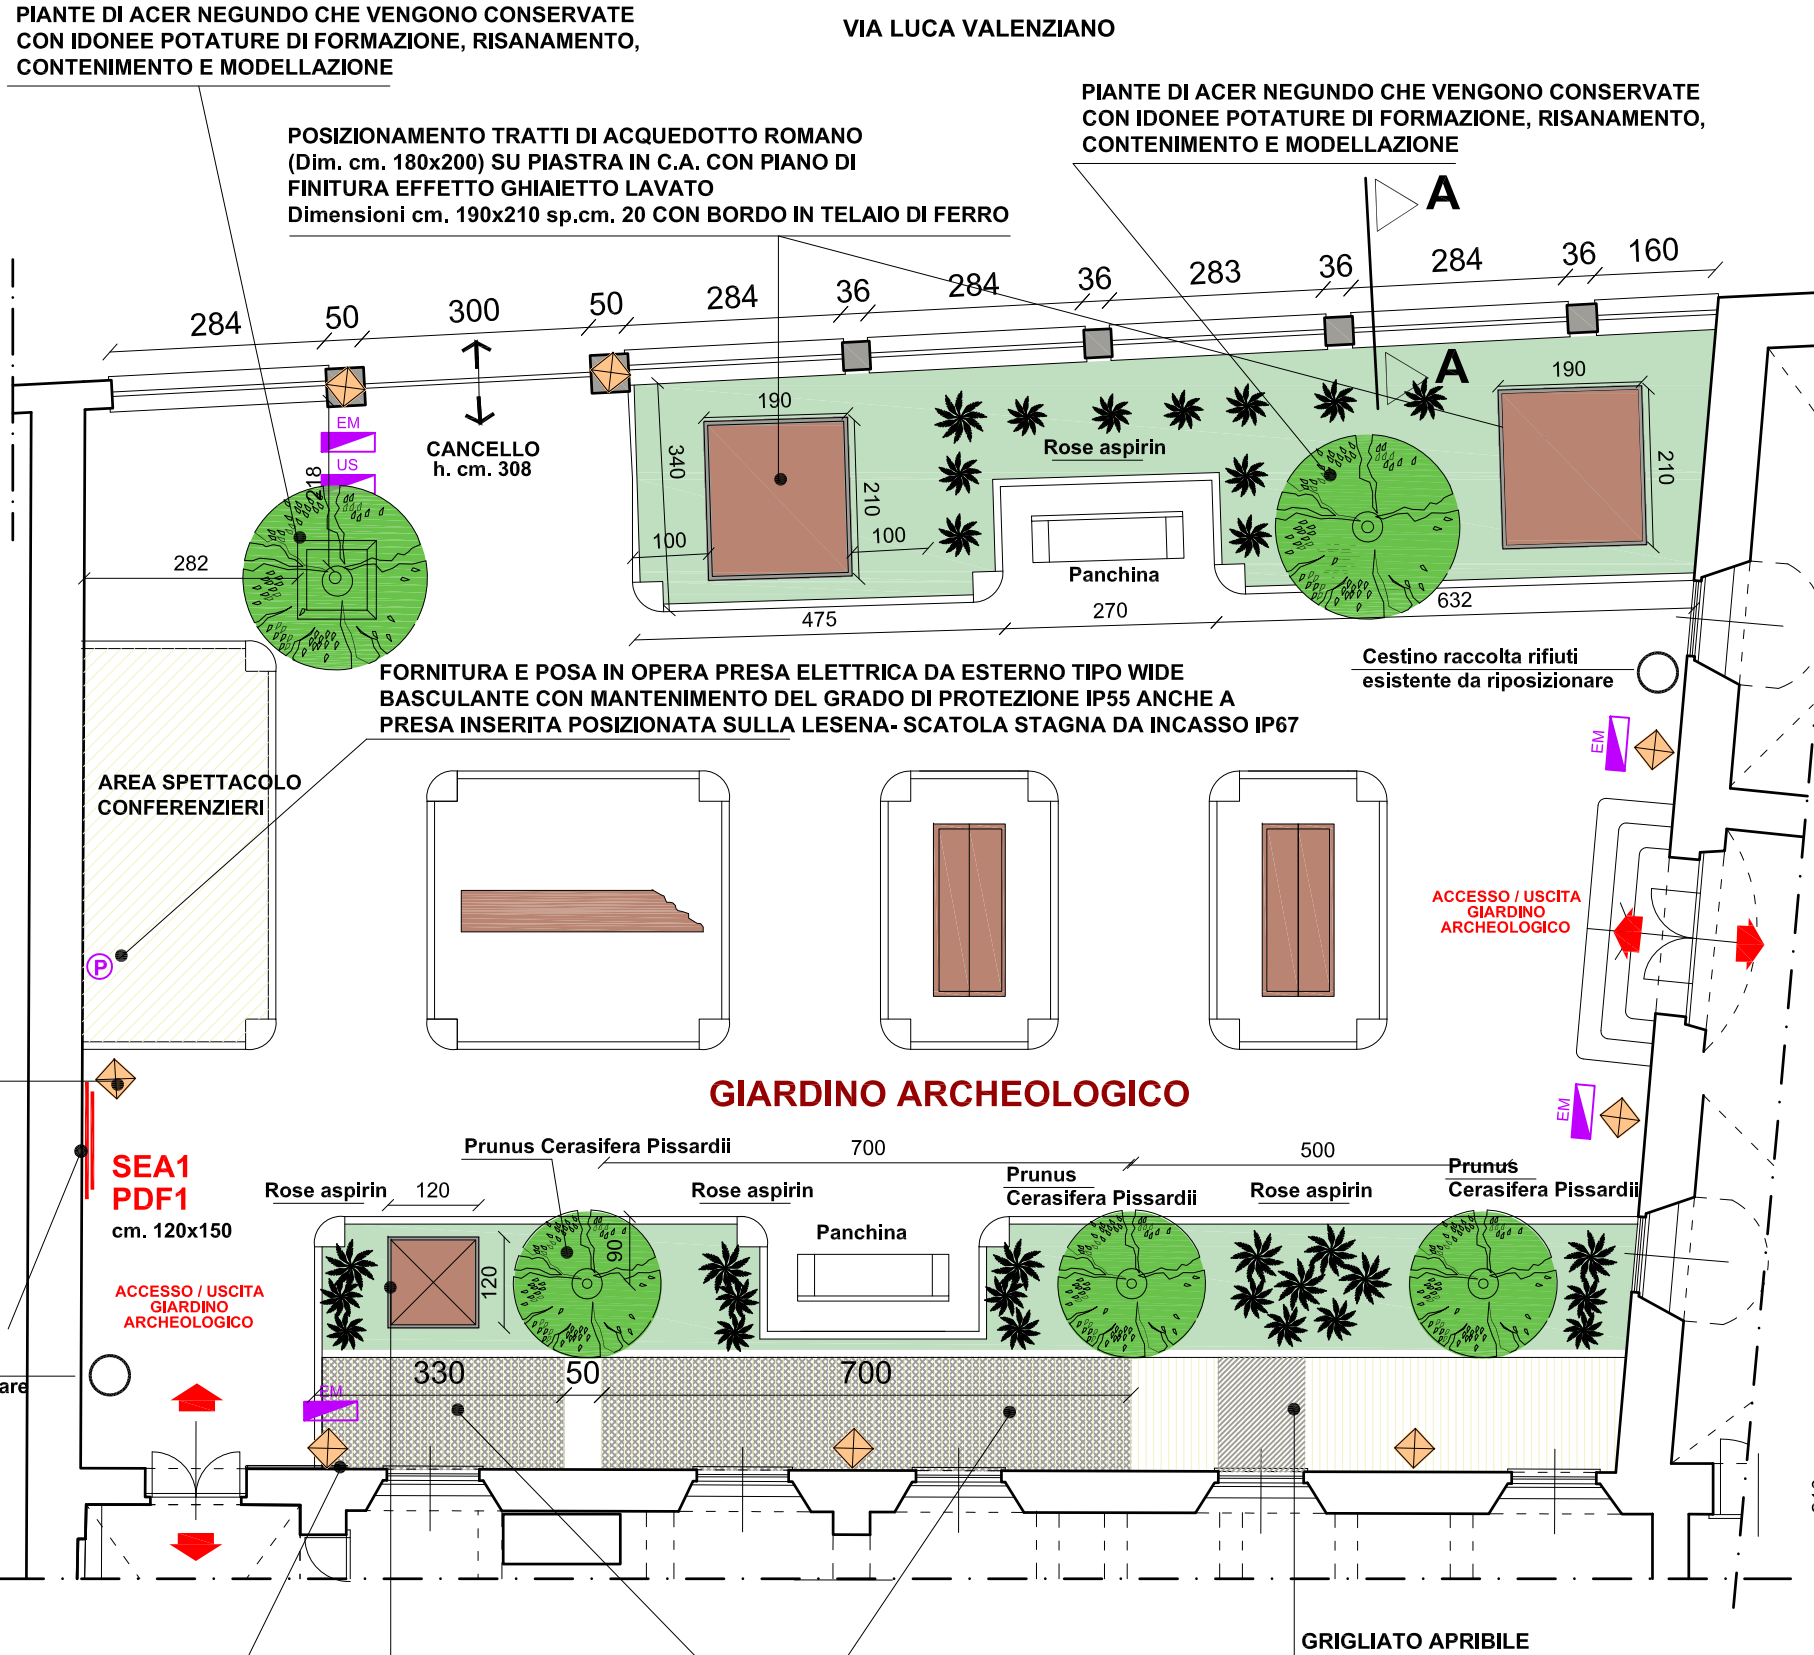 PIANTE DI ACER NEGUNDO CHE VENGONO CONSERVATE
CON IDONEE POTATURE DI FORMAZIONE, RISANAMENTO,
CONTENIMENTO E MODELLAZIONE
VIA LUCA VALENZIANO
PIANTE DI ACER NEGUNDO CHE VENGONO CONSERVATE
CON IDONEE POTATURE DI FORMAZIONE, RISANAMENTO,
CONTENIMENTO E MODELLAZIONE
POSIZIONAMENTO TRATTI DI ACQUEDOTTO ROMANO
(Dim. cm. 180x200) SU PIASTRA IN C.A. CON PIANO DI
FINITURA EFFETTO GHIAIETTO LAVATO
Dimensioni cm. 190x210 sp.cm. 20 CON BORDO IN TELAIO DI FERRO
A
284 50 300 50 284 36 284 36 283 36 284 36 160
A
190
190
EM
US
218
CANCELLO
h. cm. 308
340
210
100
100
Rose aspirin
210
282
Panchina
475
270
632
Cestino raccolta rifiuti
esistente da riposizionare
FORNITURA E POSA IN OPERA PRESA ELETTRICA DA ESTERNO TIPO WIDE
BASCULANTE CON MANTENIMENTO DEL GRADO DI PROTEZIONE IP55 ANCHE A
PRESA INSERITA POSIZIONATA SULLA LESENA- SCATOLA STAGNA DA INCASSO IP67
EM
AREA SPETTACOLO
CONFERENZIERI
P
ACCESSO / USCITA
GIARDINO
ARCHEOLOGICO
GIARDINO ARCHEOLOGICO
EM
SEA1
PDF1
cm. 120x150
Prunus Cerasifera Pissardii
700
500
Prunus
Cerasifera Pissardii
Prunus
Cerasifera Pissardii
Rose aspirin
120
Rose aspirin
Rose aspirin
Panchina
90
120
ACCESSO / USCITA
GIARDINO
ARCHEOLOGICO
330 50 700
are
EM
GRIGLIATO APRIBILE